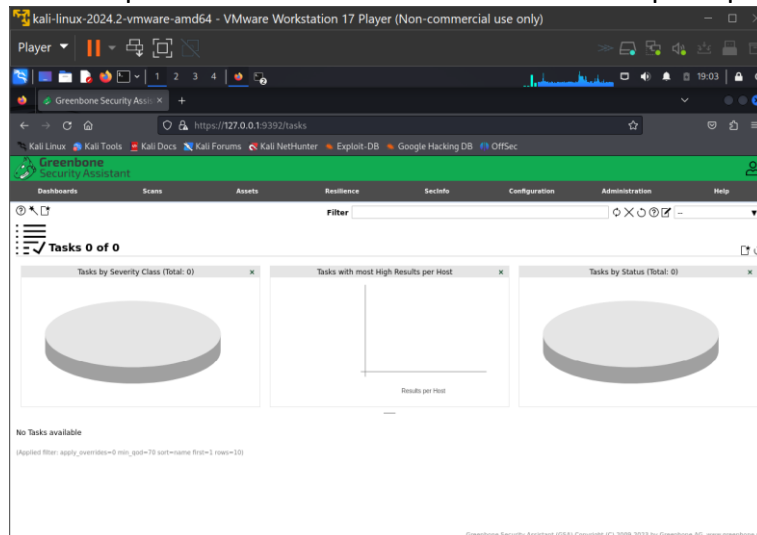 kali-linux-2024.2-vmware-amd64 - VMware Workstation 17 Player (Non-commercial use only)
Player
1 2 3 4 19:03
Greenbone Security Assis × +
https://127.0.0.1:9392/tasks
Kali Linux Kali Tools Kali Docs Kali Forums Kali NetHunter Exploit-DB Google Hacking DB OffSec
Greenbone
Security Assistant
Dashboards Scans Assets Resilience SecInfo Configuration Administration Help
Filter --
Tasks 0 of 0
Tasks by Severity Class (Total: 0) × Tasks with most High Results per Host × Tasks by Status (Total: 0) ×
Results per Host
No Tasks available
(Applied filter: apply_overrides=0 min_qod=70 sort=name first=1 rows=10)
Greenbone Security Assistant (GSA) Copyright (C) 2009-2023 by Greenbone AG, www.greenbone.